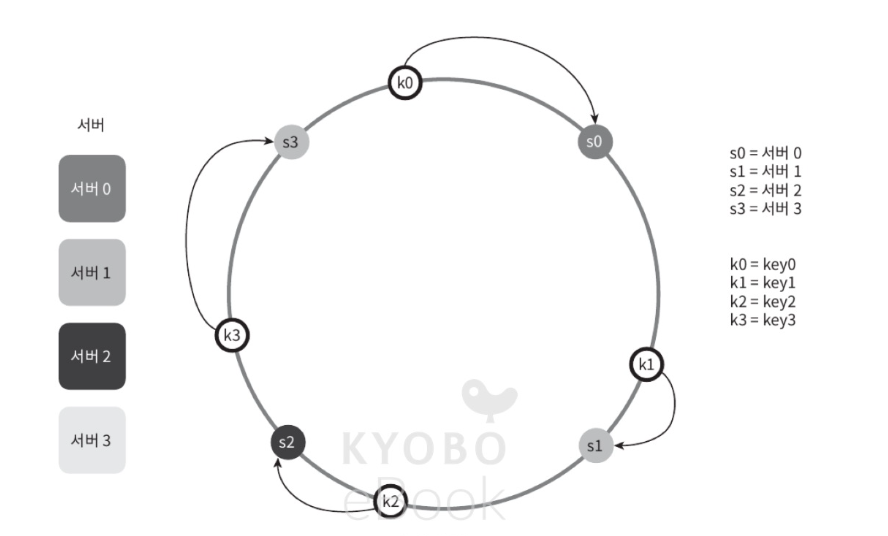 k0
서버
s3
s0
서버 0
s0 = 서버 0
s1 = 서버 1
s2 = 서버 2
s3 = 서버 3
서버 1
k0 = key0
k1 = key1
k2 = key2
k3 = key3
k3
서버 2
k1
서버 3
s2
s1
KYOBO
eBook
k2